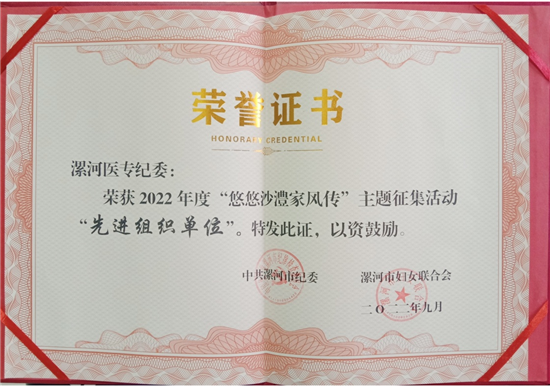 荣誉证书
HONORARY CREDENTIAL
漯河医专纪委：
荣获2022年度“悠悠沙澧家风传”主题征集活动
“先进组织单位”。特发此证，以资鼓励。
中共漯河市纪委 漯河市妇女联合会
二〇二二年九月